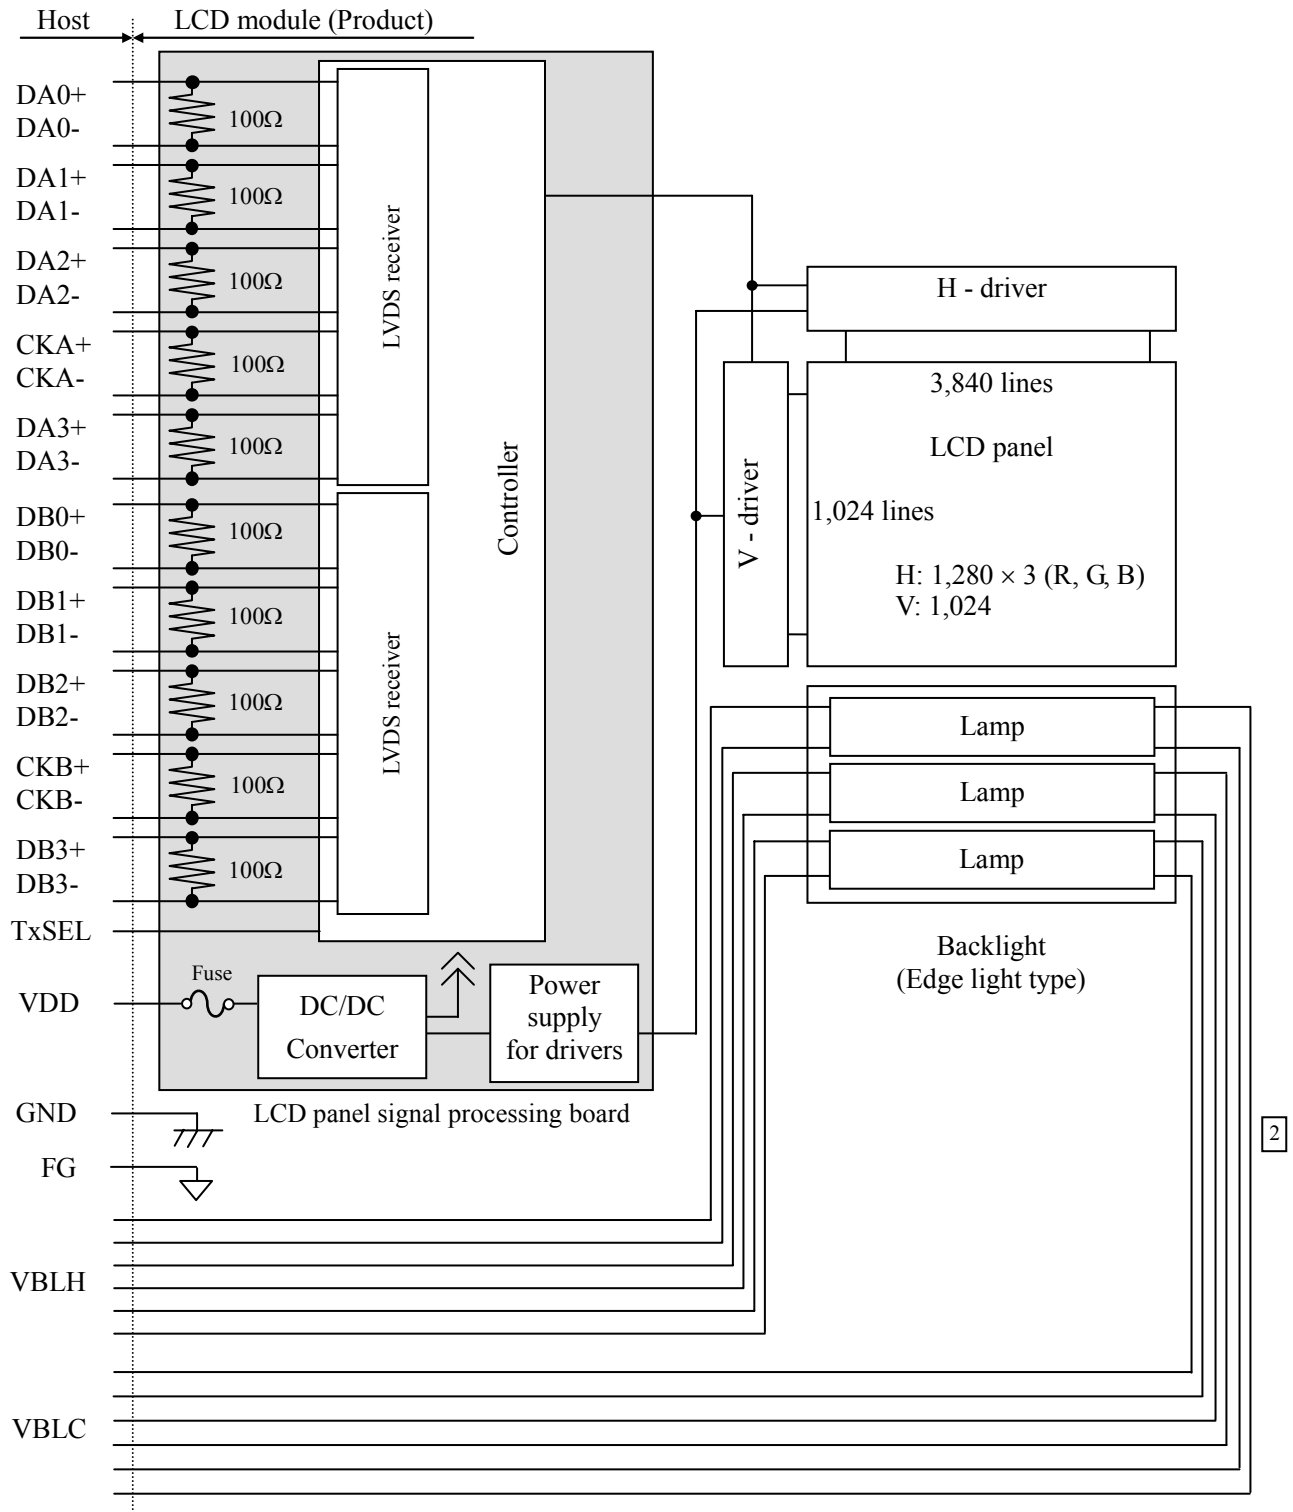 Host
LCD module (Product)
DA0+
DA0-
100Ω
DA1+
DA1-
100Ω
DA2+
DA2-
100Ω
CKA+
CKA-
100Ω
DA3+
DA3-
100Ω
LVDS receiver
DB0+
DB0-
100Ω
DB1+
DB1-
100Ω
DB2+
DB2-
100Ω
CKB+
CKB-
100Ω
DB3+
DB3-
100Ω
LVDS receiver
Controller
TxSEL
VDD
Fuse
DC/DC
Converter
Power
supply
for drivers
LCD panel signal processing board
GND
FG
VBLH
VBLC
H - driver
V - driver
3,840 lines
LCD panel
1,024 lines
H: 1,280 × 3 (R, G, B)
V: 1,024
Lamp
Lamp
Lamp
Backlight
(Edge light type)
2